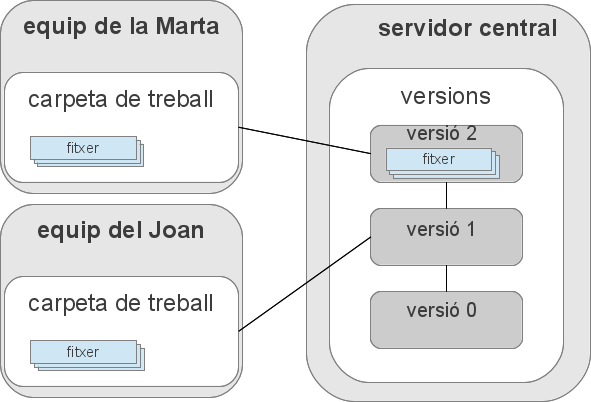 equip de la Marta
carpeta de treball
fitxer
equip del Joan
carpeta de treball
fitxer
servidor central
versions
versió 2
fitxer
versió 1
versió 0